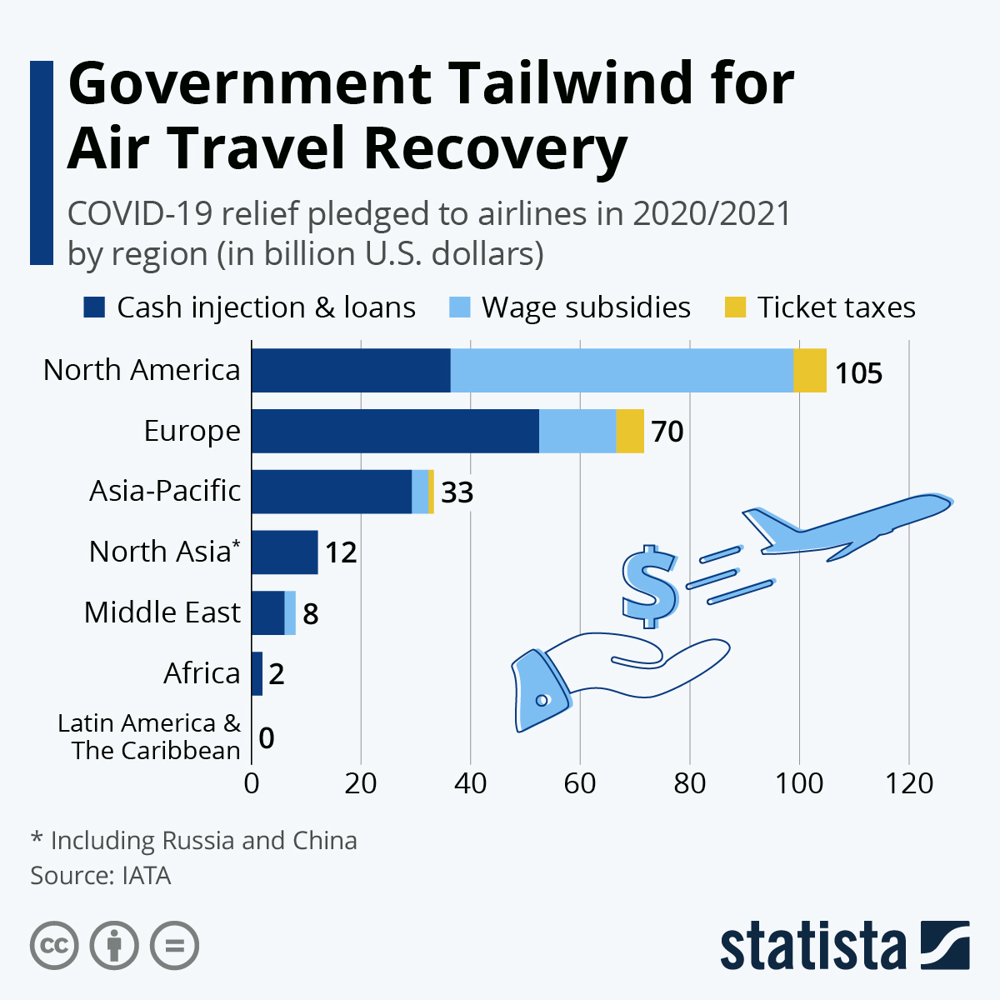 Government Tailwind for
Air Travel Recovery
COVID-19 relief pledged to airlines in 2020/2021
by region (in billion U.S. dollars)
Cash injection & loans Wage subsidies Ticket taxes
North America 105
Europe 70
Asia-Pacific 33
North Asia* 12
Middle East 8
Africa 2
Latin America &
The Caribbean 0
0 20 40 60 80 100 120
$
* Including Russia and China
Source: IATA
cc =
statista